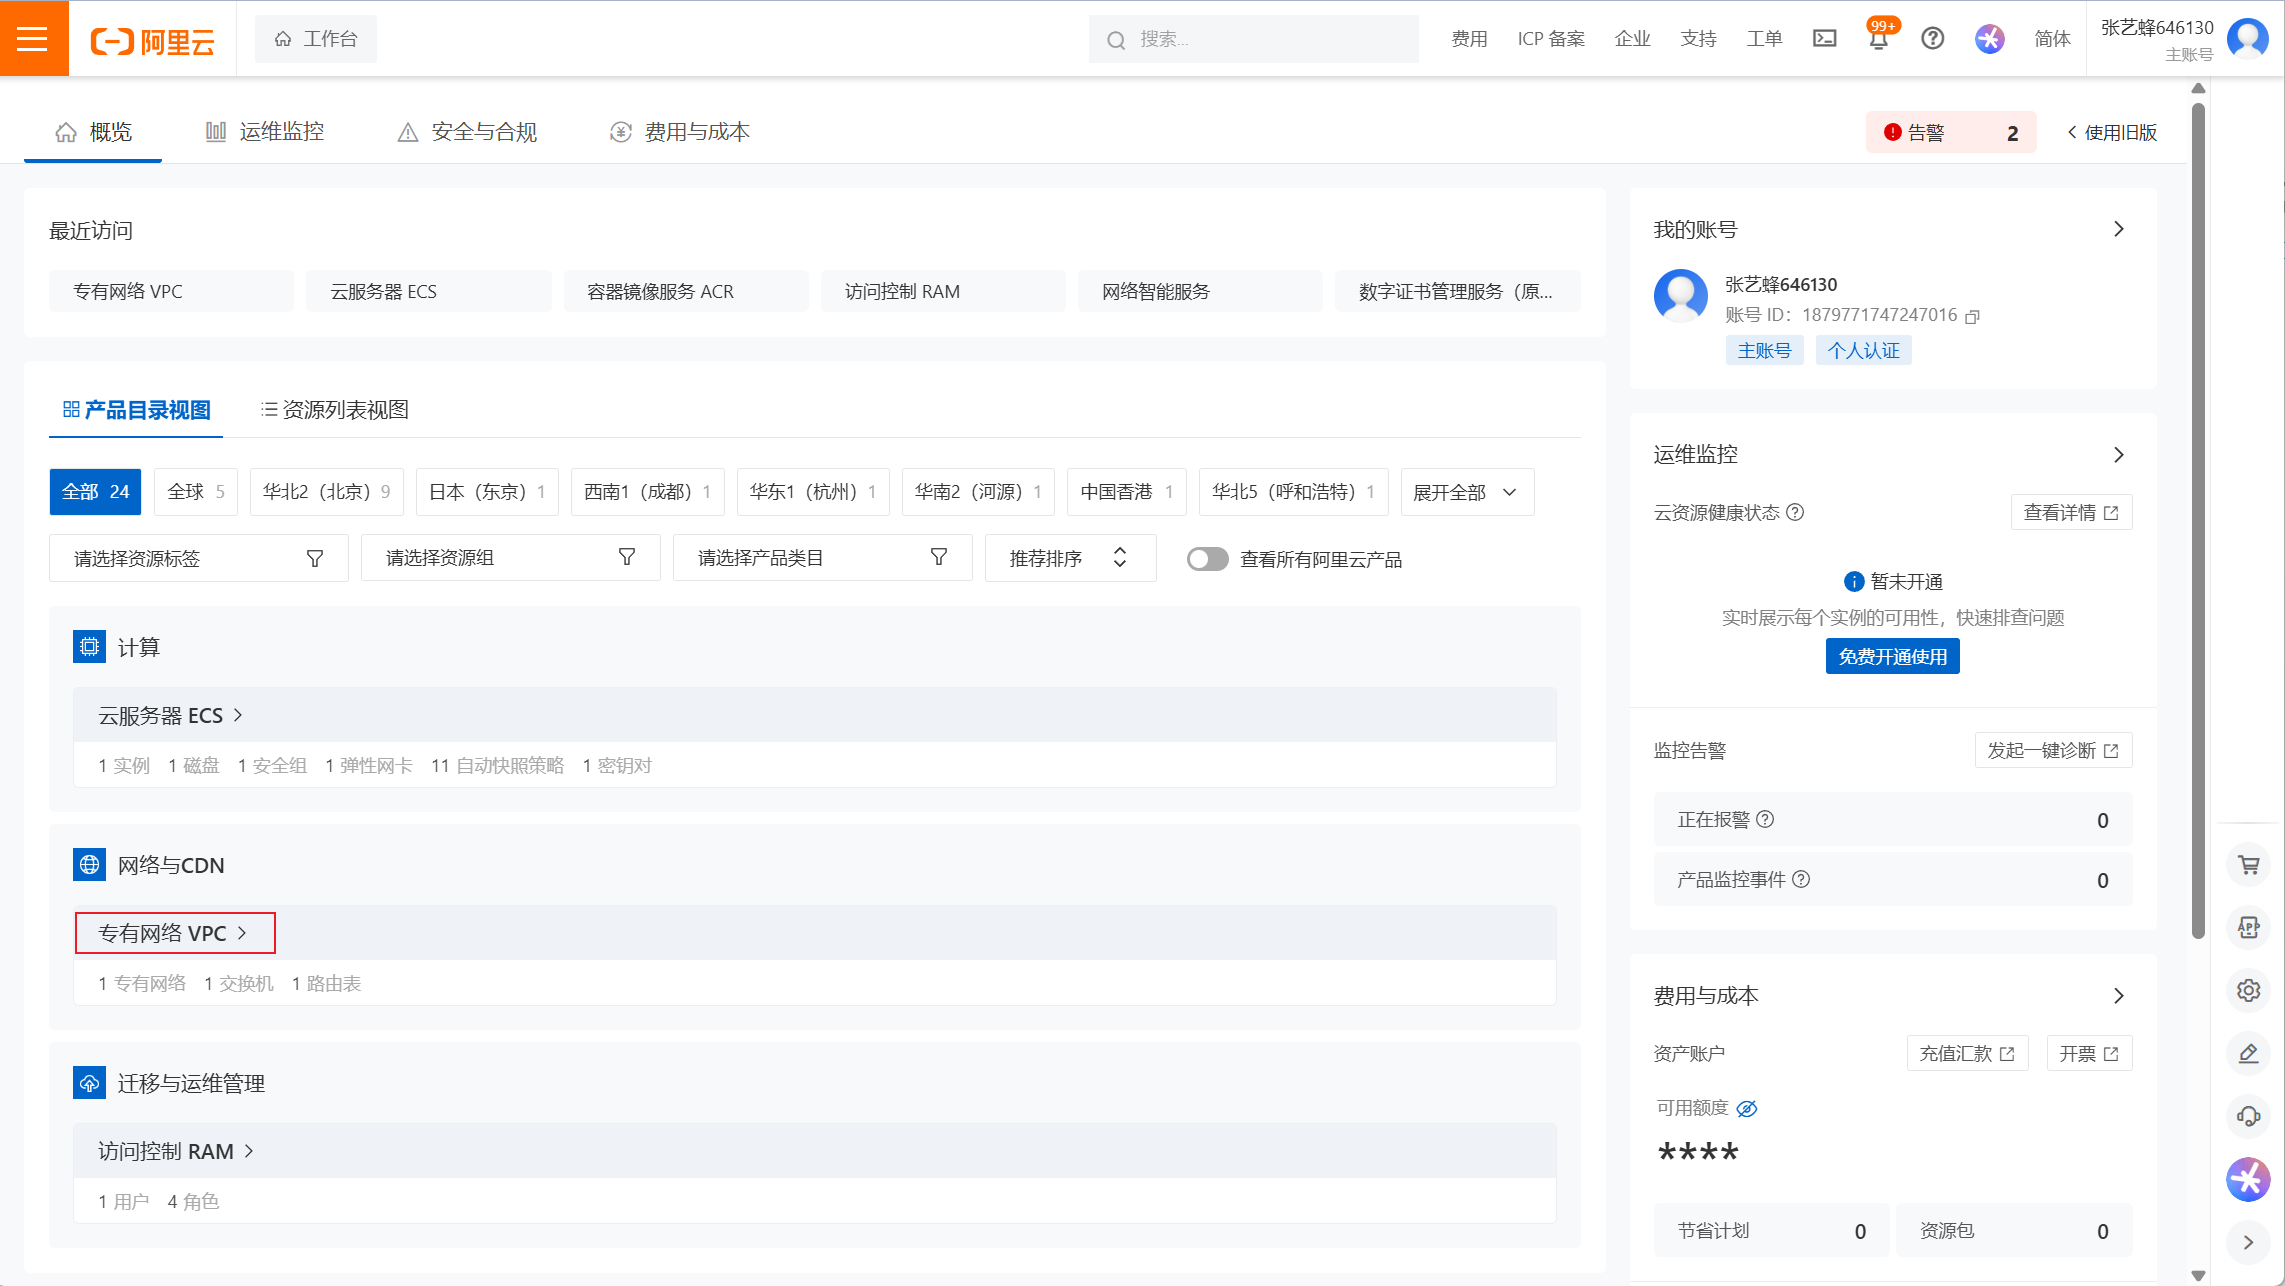 阿里云
工作台
搜索...
费用
ICP 备案
企业
支持
工单
99+
简体
张艺蜂646130
主账号
概览
运维监控
安全与合规
费用与成本
告警
2
使用旧版
最近访问
专有网络 VPC
云服务器 ECS
容器镜像服务 ACR
访问控制 RAM
网络智能服务
数字证书管理服务（原...
产品目录视图
资源列表视图
全部 24
全球 5
华北2（北京） 9
日本（东京） 1
西南1（成都） 1
华东1（杭州） 1
华南2（河源） 1
中国香港 1
华北5（呼和浩特） 1
展开全部
请选择资源标签
请选择资源组
请选择产品类目
推荐排序
查看所有阿里云产品
计算
云服务器 ECS
1 实例 1 磁盘 1 安全组 1 弹性网卡 11 自动快照策略 1 密钥对
网络与CDN
专有网络 VPC
1 专有网络 1 交换机 1 路由表
迁移与运维管理
访问控制 RAM
1 用户 4 角色
我的账号
张艺蜂646130
账号 ID：1879771747247016
主账号
个人认证
运维监控
云资源健康状态
查看详情
暂未开通
实时展示每个实例的可用性，快速排查问题
免费开通使用
监控告警
发起一键诊断
正在报警
0
产品监控事件
0
费用与成本
资产账户
充值汇款
开票
可用额度
****
节省计划
0
资源包
0
APP